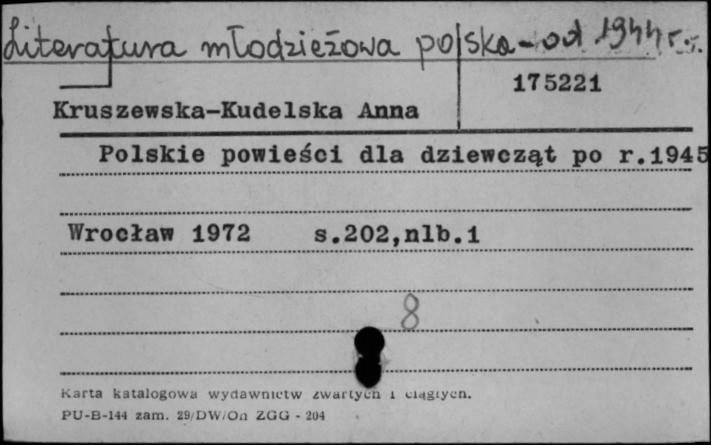 Literatura młodzieżowa polska - od 1944 r.
175221
Kruszewska-Kudelska Anna
Polskie powieści dla dziewcząt po r.1945
Wrocław 1972 s.202,nlb.1
8
Karta katalogowa wydawnictw zwartych i ciągłych.
PU-B-144 zam. 29/DW/On ZGG - 204